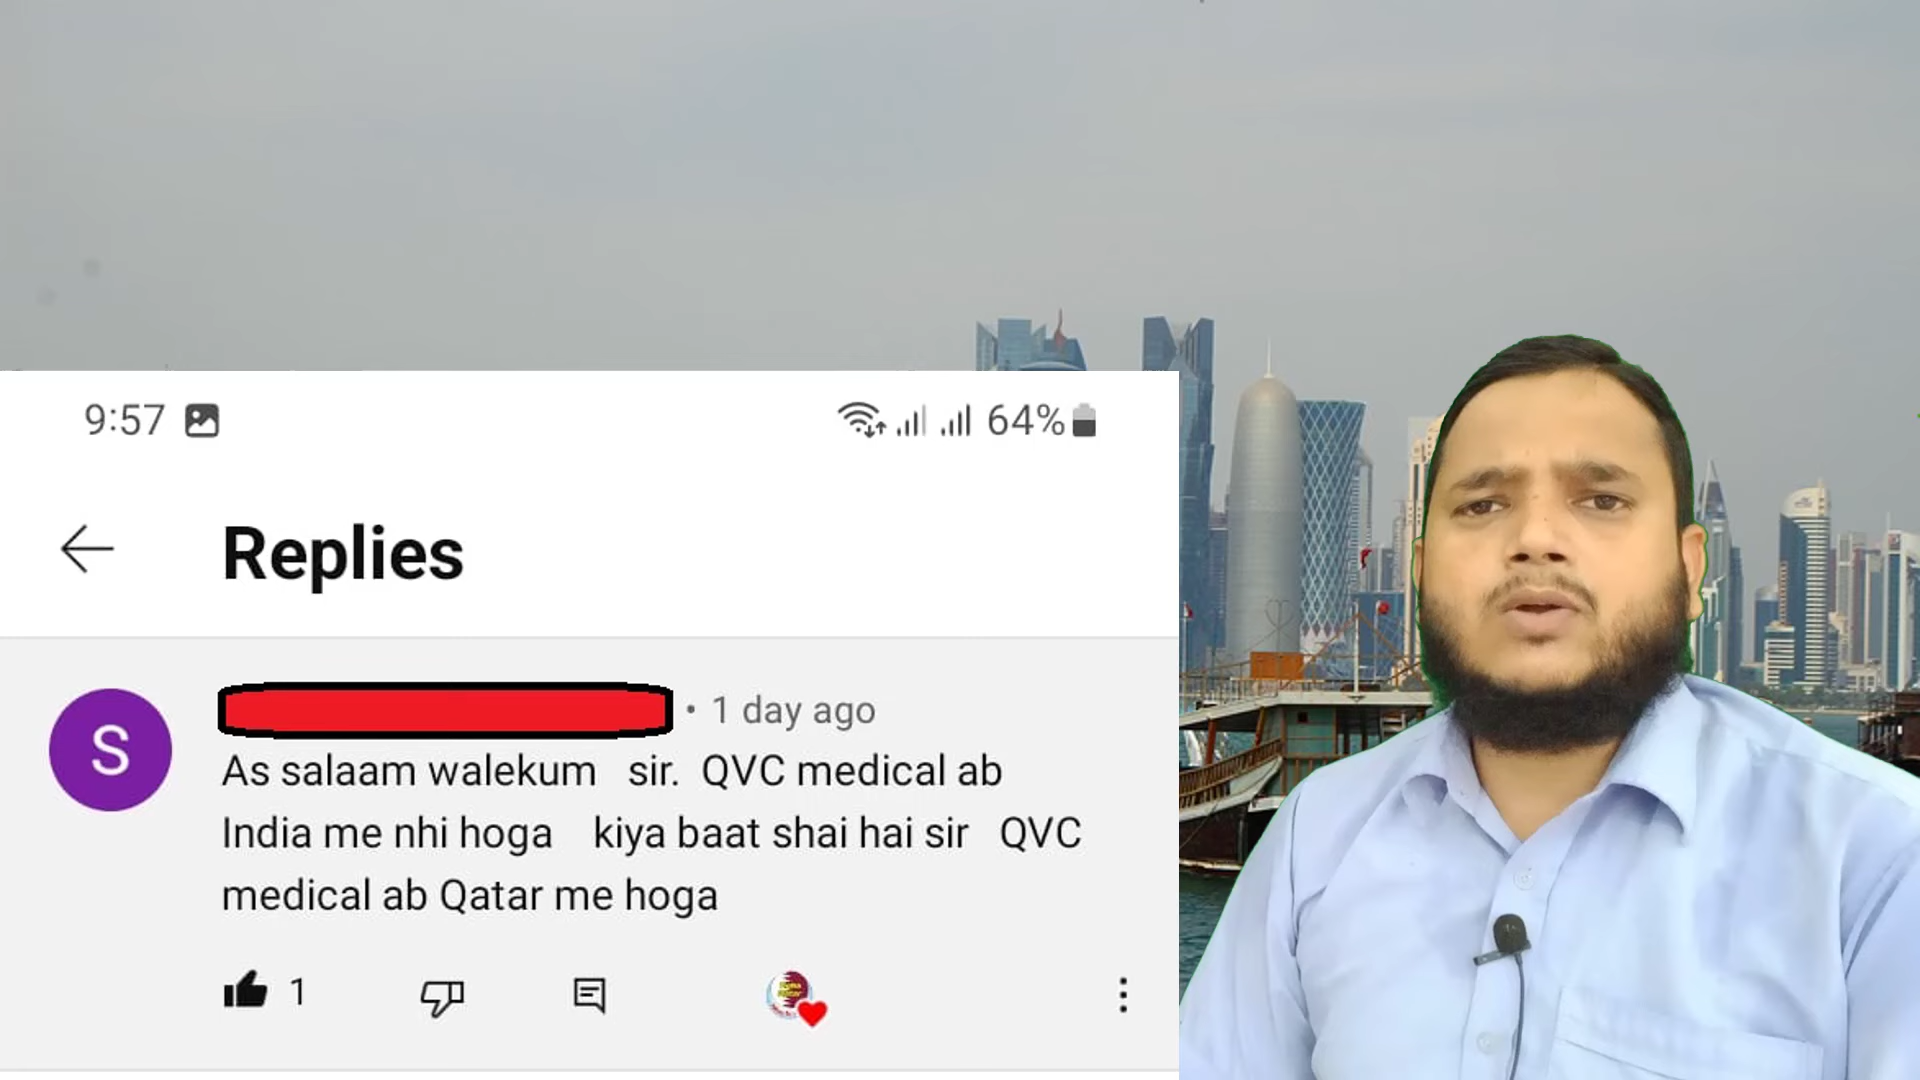 9:57 64%
Replies
S
• 1 day ago
As salaam walekum sir. QVC medical ab
India me nhi hoga kiya baat shai hai sir QVC
medical ab Qatar me hoga
1